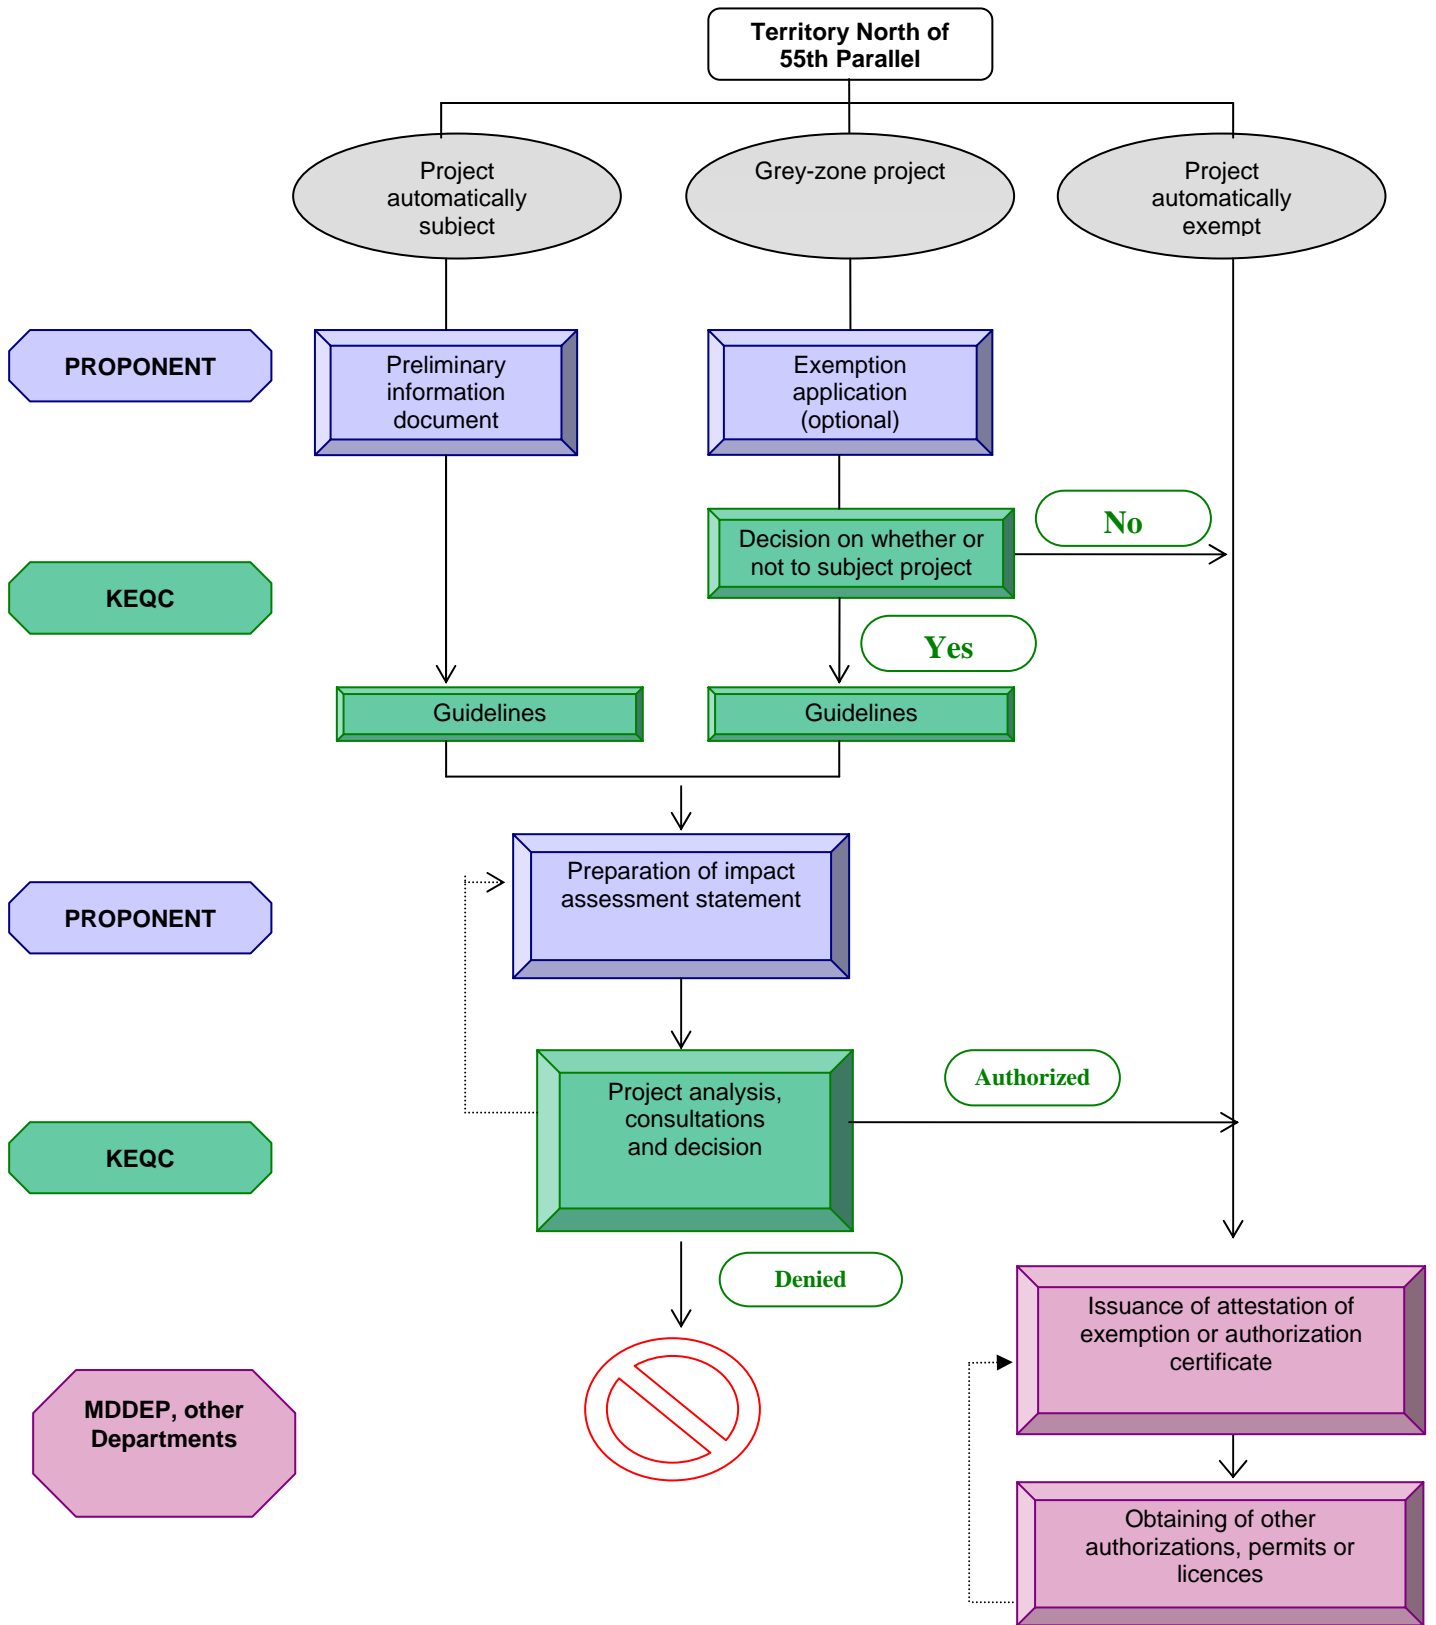 Territory North of
55th Parallel
Project
automatically
subject
Grey-zone project
Project
automatically
exempt
PROPONENT
Preliminary
information
document
Exemption
application
(optional)
Decision on whether or
not to subject project
No
KEQC
Yes
Guidelines
Guidelines
PROPONENT
Preparation of impact
assessment statement
KEQC
Project analysis,
consultations
and decision
Authorized
Denied
MDDEP, other
Departments
Issuance of attestation of
exemption or authorization
certificate
Obtaining of other
authorizations, permits or
licences